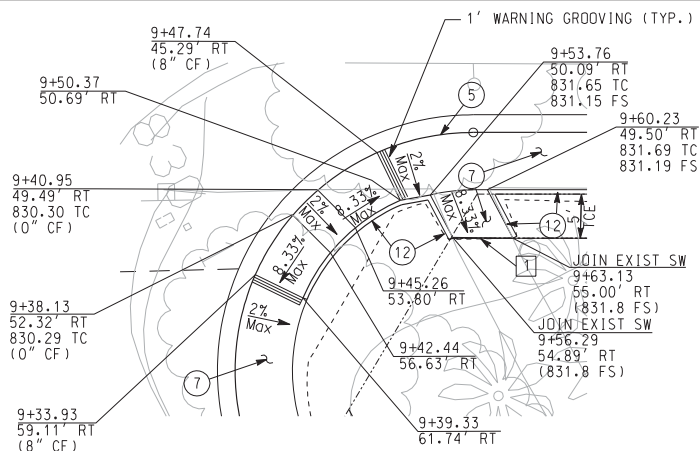 1' WARNING GROOVING (TYP.)
9+47.74
45.29' RT
(8" CF)
9+50.37
50.69' RT
9+53.76
50.09' RT
831.65 TC
831.15 FS
5
9+60.23
49.50' RT
831.69 TC
831.19 FS
2%
Max
7
9+40.95
49.49' RT
830.30 TC
(0" CF)
2%
Max
8.33%
Max
8.33%
Max
12
5'
TCE
12
8.33%
Max
1
JOIN EXIST SW
9+63.13
55.00' RT
(831.8 FS)
9+45.26
53.80' RT
9+38.13
52.32' RT
830.29 TC
(0" CF)
2%
Max
JOIN EXIST SW
9+56.29
54.89' RT
(831.8 FS)
9+42.44
56.63' RT
7
9+33.93
59.11' RT
(8" CF)
9+39.33
61.74' RT